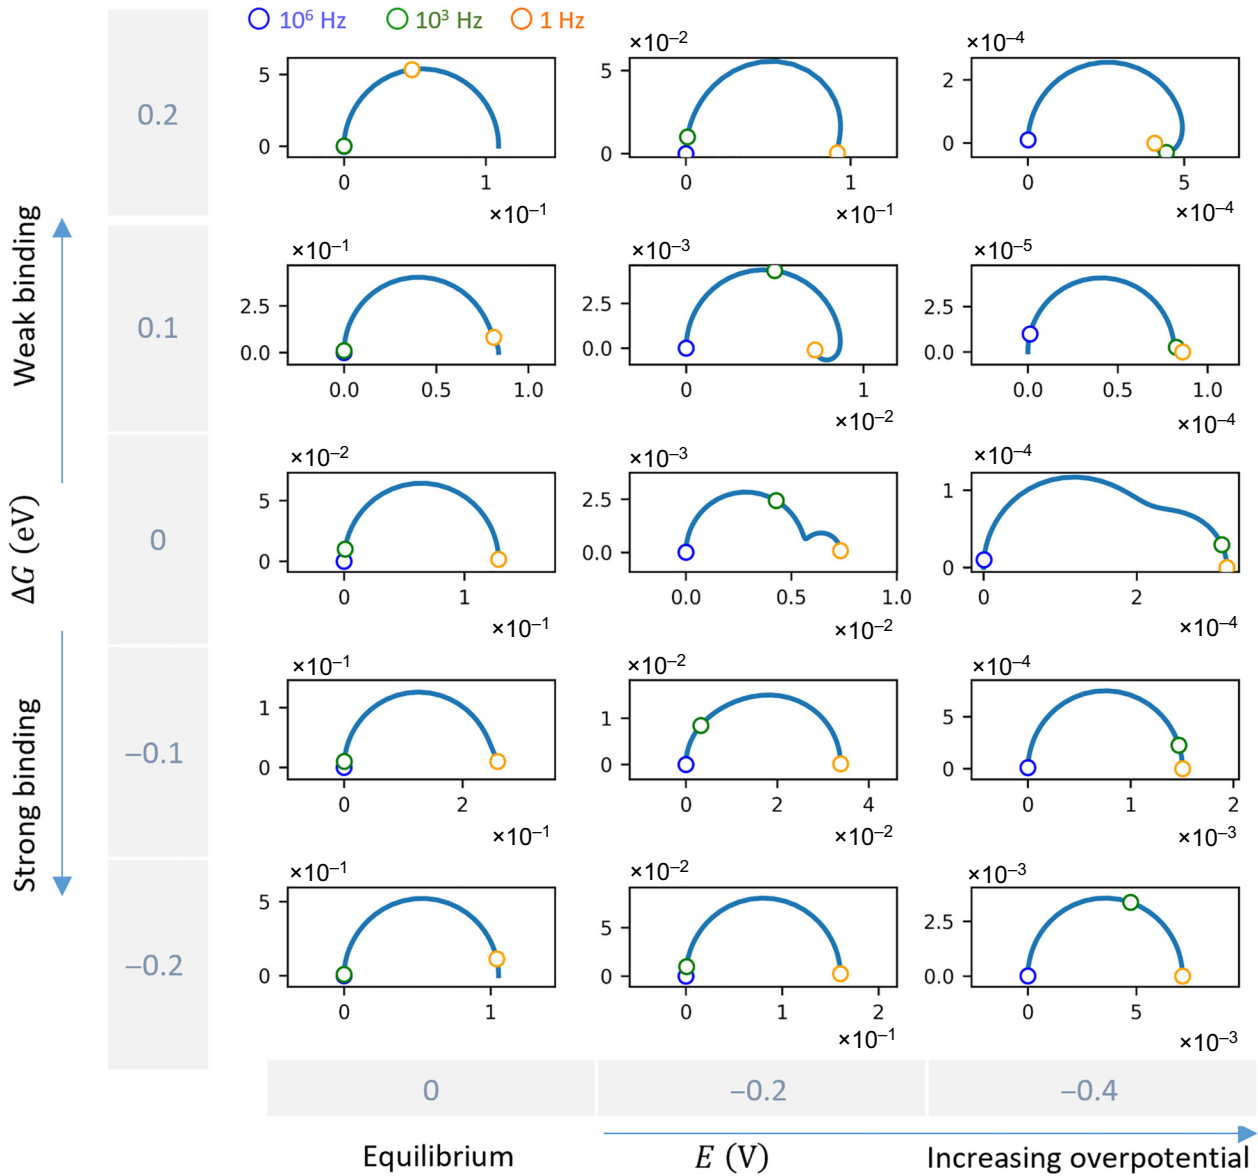 10⁶ Hz 10³ Hz 1 Hz
×10⁻² ×10⁻⁴
0.2
5 0 0 1 ×10⁻¹
5 0 0 1 ×10⁻¹
2 0 0 5 ×10⁻⁴
Weak binding
0.1
×10⁻¹ 2.5 0.0 0.0 0.5 1.0
×10⁻³ 2.5 0.0 0 1 ×10⁻²
×10⁻⁵ 2.5 0.0 0.0 0.5 1.0 ×10⁻⁴
ΔG (eV)
0
×10⁻² 5 0 0 1 ×10⁻¹
×10⁻³ 2.5 0.0 0.0 0.5 1.0 ×10⁻²
×10⁻⁴ 1 0 0 2 ×10⁻⁴
Strong binding
–0.1
×10⁻¹ 1 0 0 2 ×10⁻¹
×10⁻² 1 0 0 2 4 ×10⁻²
×10⁻⁴ 5 0 0 1 2 ×10⁻³
–0.2
×10⁻¹ 5 0 0 1
×10⁻² 5 0 0 1 2 ×10⁻¹
×10⁻³ 2.5 0.0 0 5 ×10⁻³
0 –0.2 –0.4
Equilibrium E (V) Increasing overpotential